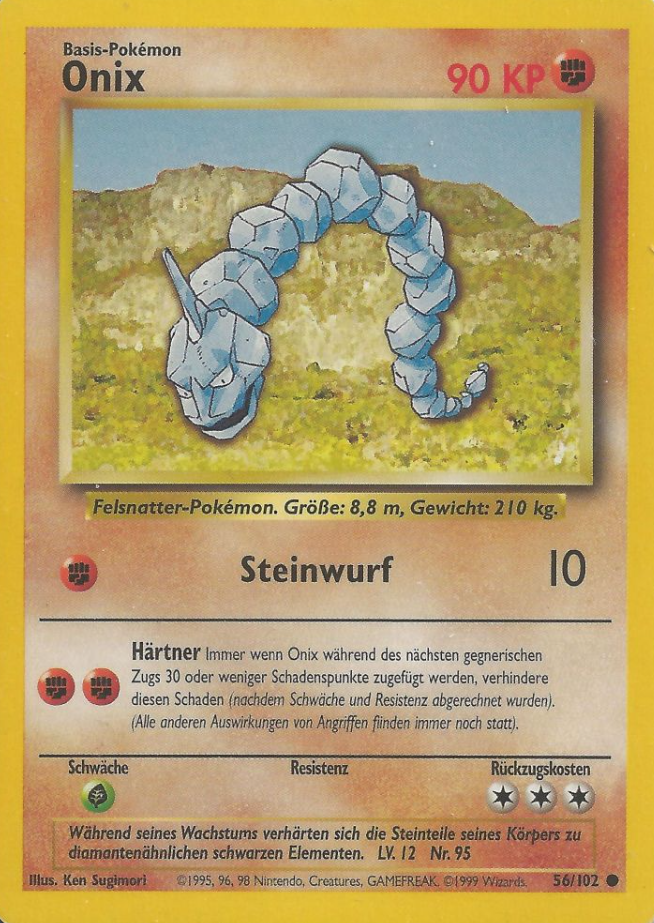 Basis-Pokémon
Onix
90 KP
Felsnatter-Pokémon. Größe: 8,8 m, Gewicht: 210 kg.
Steinwurf 10
Härtner Immer wenn Onix während des nächsten gegnerischen
Zugs 30 oder weniger Schadenspunkte zugefügt werden, verhindere
diesen Schaden (nachdem Schwäche und Resistenz abgerechnet wurden).
(Alle anderen Auswirkungen von Angriffen flinden immer noch statt).
Schwäche Resistenz Rückzugskosten
Während seines Wachstums verhärten sich die Steinteile seines Körpers zu
diamantenähnlichen schwarzen Elementen. LV. 12 Nr. 95
Illus. Ken Sugimori ©1995, 96, 98 Nintendo, Creatures, GAMEFREAK. ©1999 Wizards. 56/102